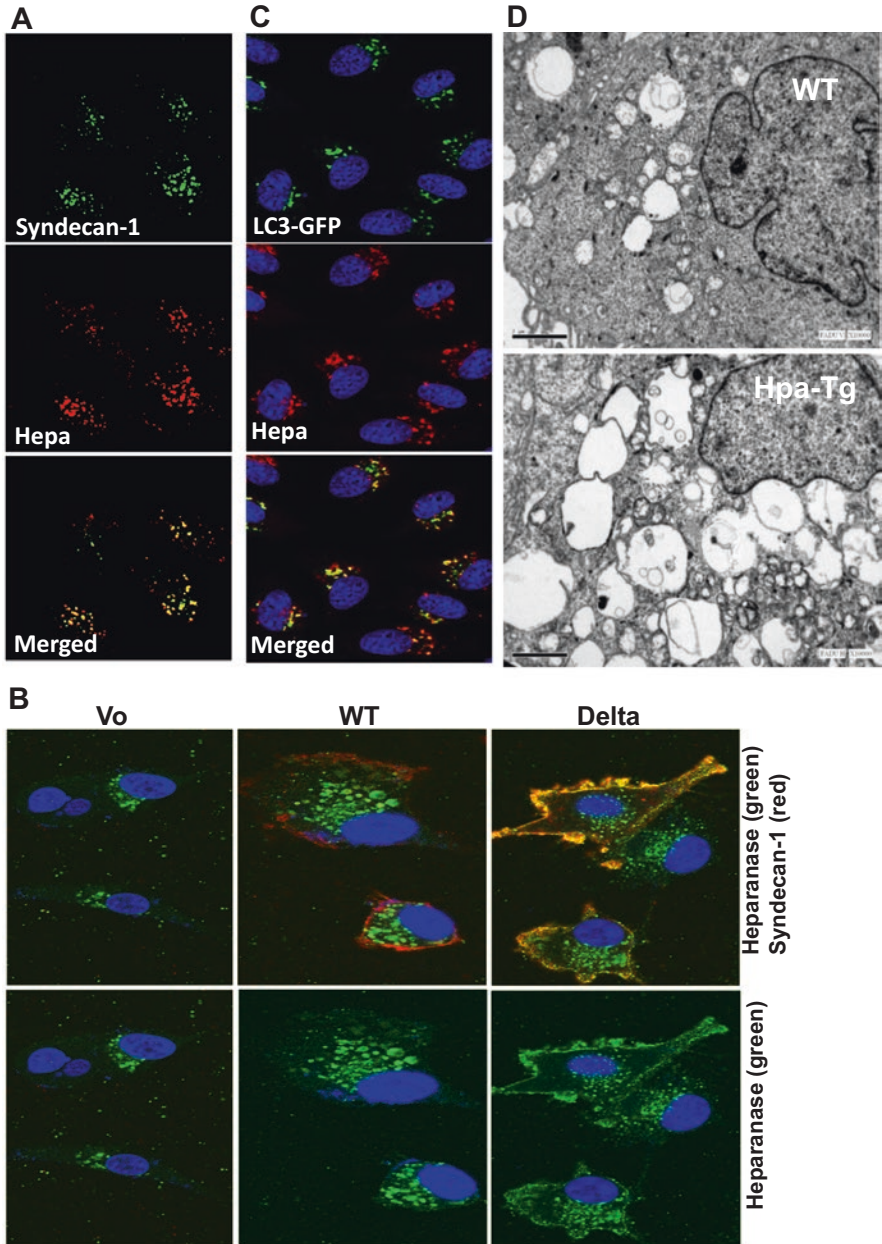 A
Syndecan-1
Hepa
Merged
C
LC3-GFP
Hepa
Merged
D
WT
Hpa-Tg
B
Vo
WT
Delta
Heparanase (green)
Syndecan-1 (red)
Heparanase (green)